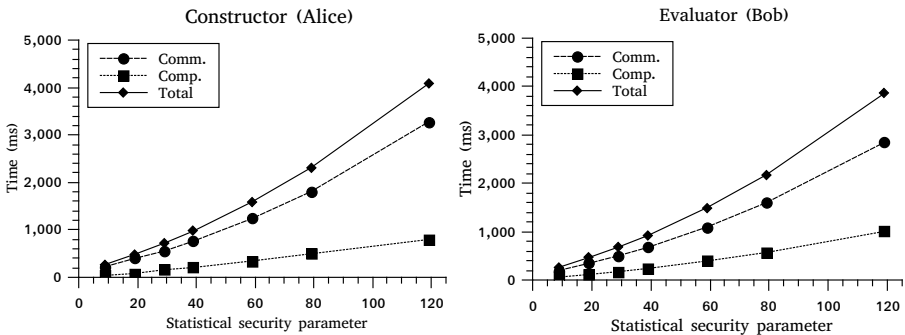 Constructor (Alice)
5,000
4,000
3,000
2,000
1,000
0
Time (ms)
Comm.
Comp.
Total
0 20 40 60 80 100 120
Statistical security parameter
Evaluator (Bob)
5,000
4,000
3,000
2,000
1,000
0
Time (ms)
Comm.
Comp.
Total
0 20 40 60 80 100 120
Statistical security parameter